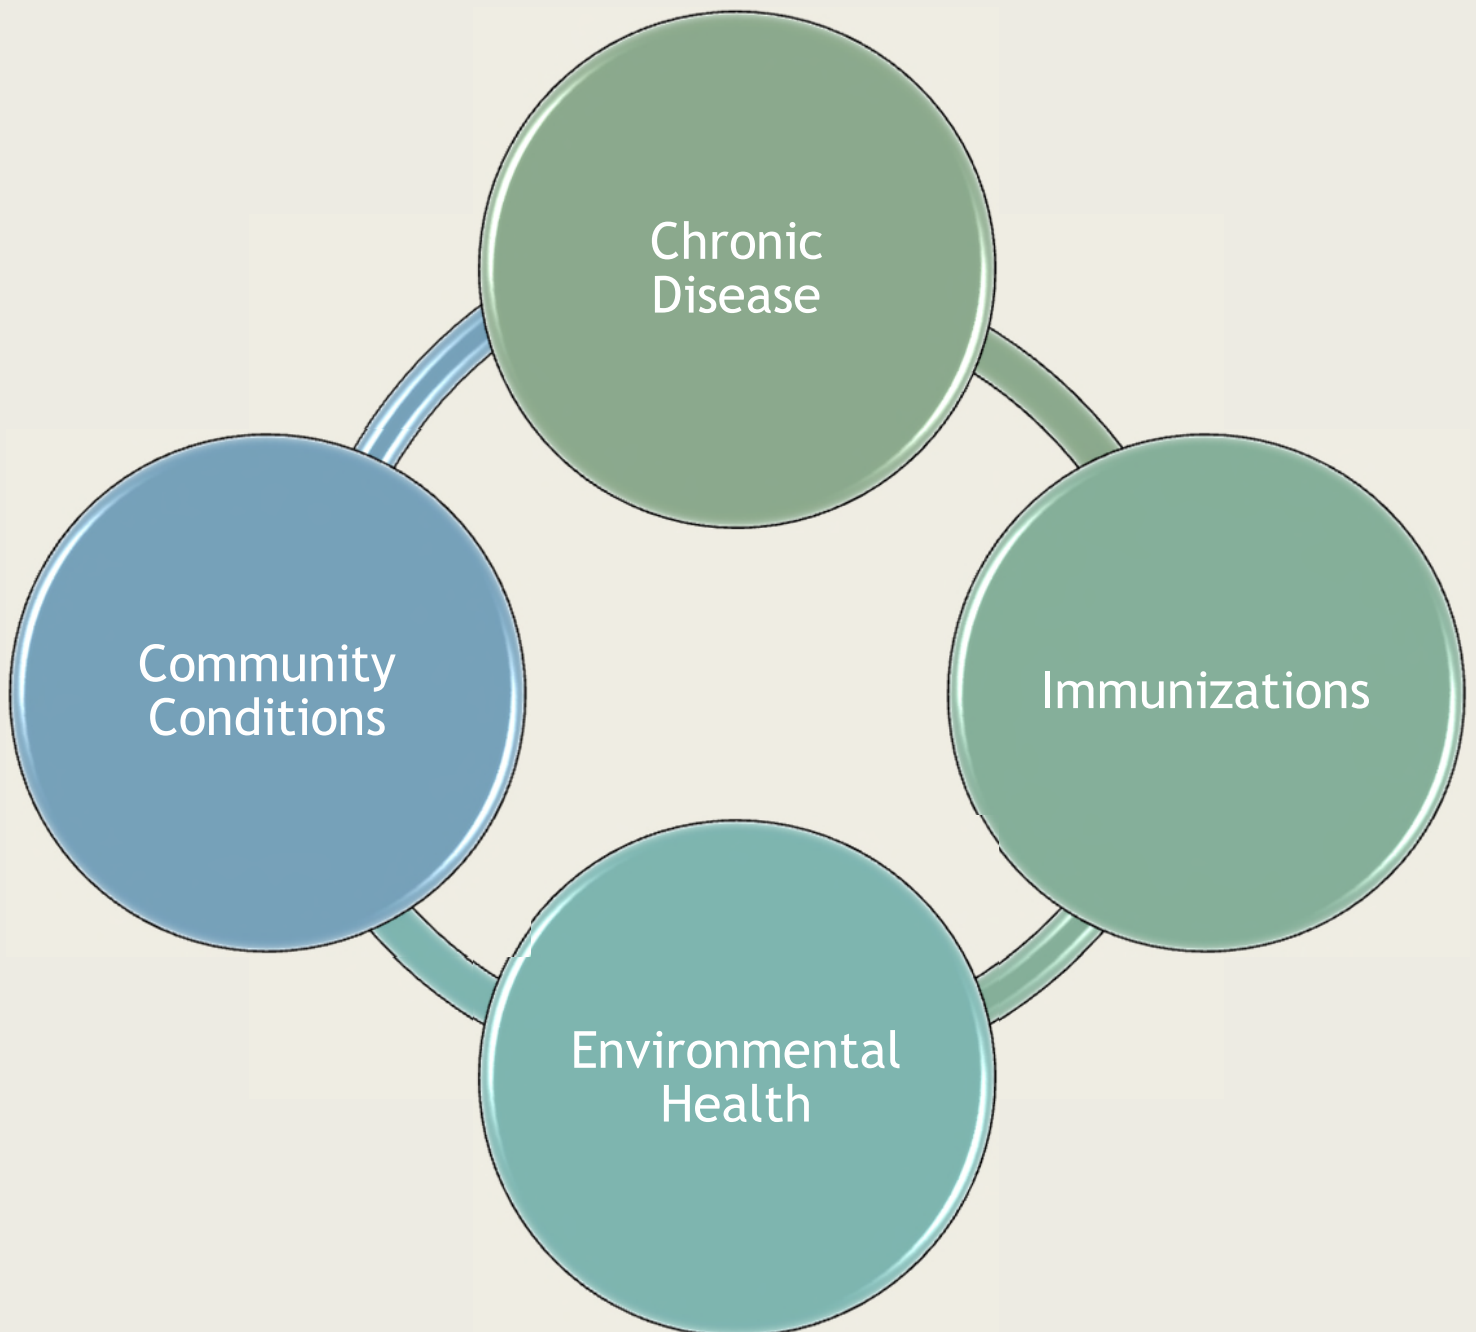 Chronic
Disease
Community
Conditions
Immunizations
Environmental
Health